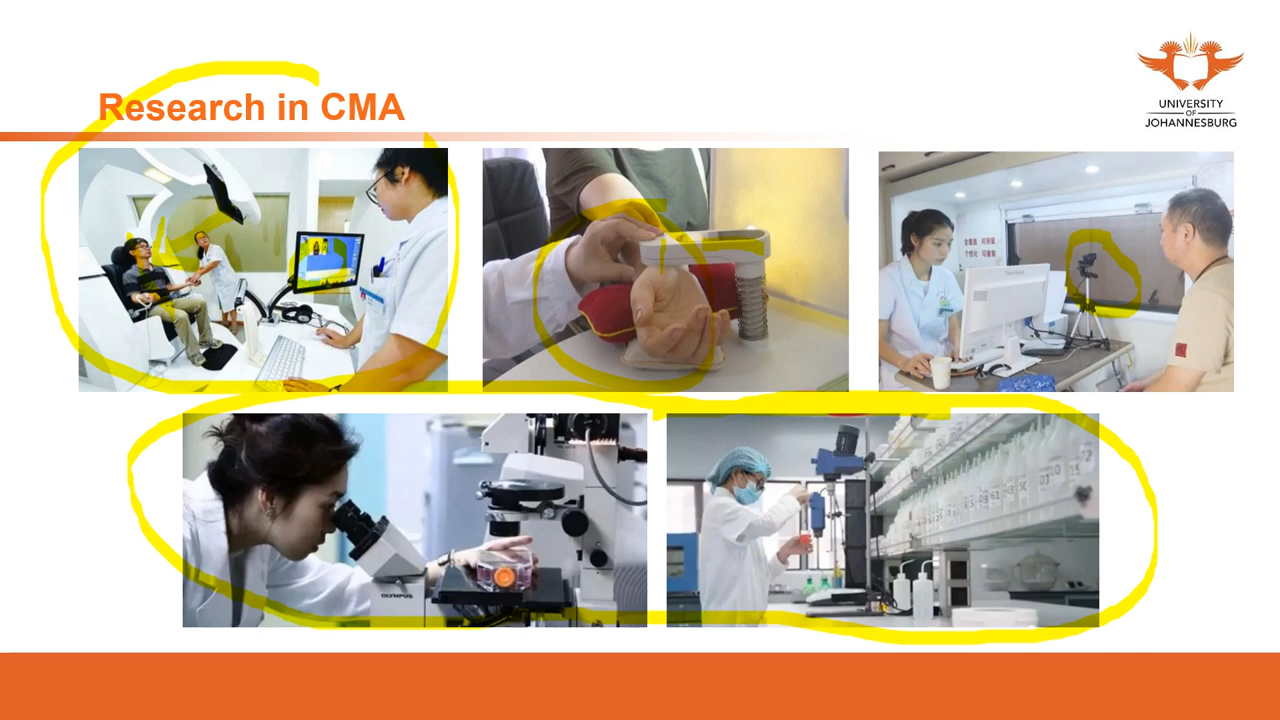 Research in CMA
UNIVERSITY
OF
JOHANNESBURG
OLYMPUS